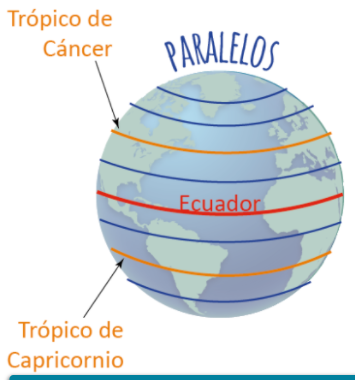 Trópico de
Cáncer
PARALELOS
Ecuador
Trópico de
Capricornio